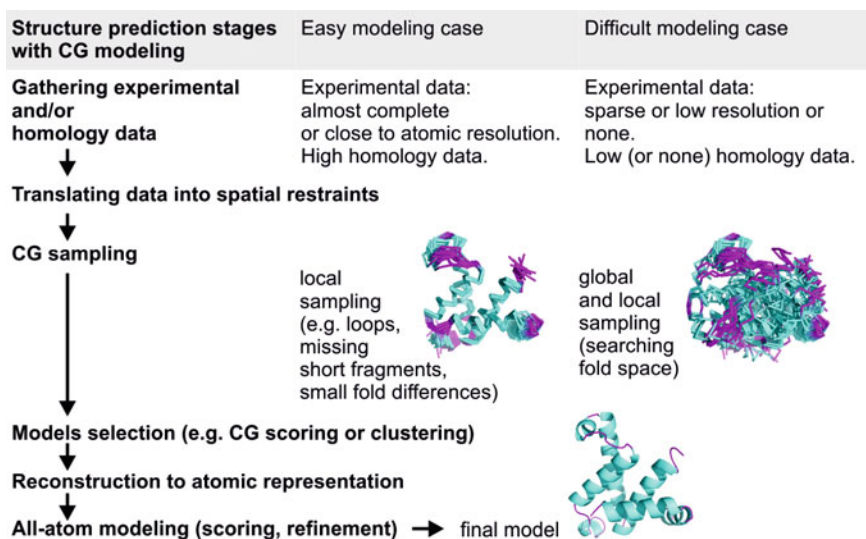 Structure prediction stages
with CG modeling
Easy modeling case
Difficult modeling case
Gathering experimental
and/or
homology data
Experimental data:
almost complete
or close to atomic resolution.
High homology data.
Experimental data:
sparse or low resolution or
none.
Low (or none) homology data.
Translating data into spatial restraints
CG sampling
local
sampling
(e.g. loops,
missing
short fragments,
small fold differences)
global
and local
sampling
(searching
fold space)
Models selection (e.g. CG scoring or clustering)
Reconstruction to atomic representation
All-atom modeling (scoring, refinement)
final model